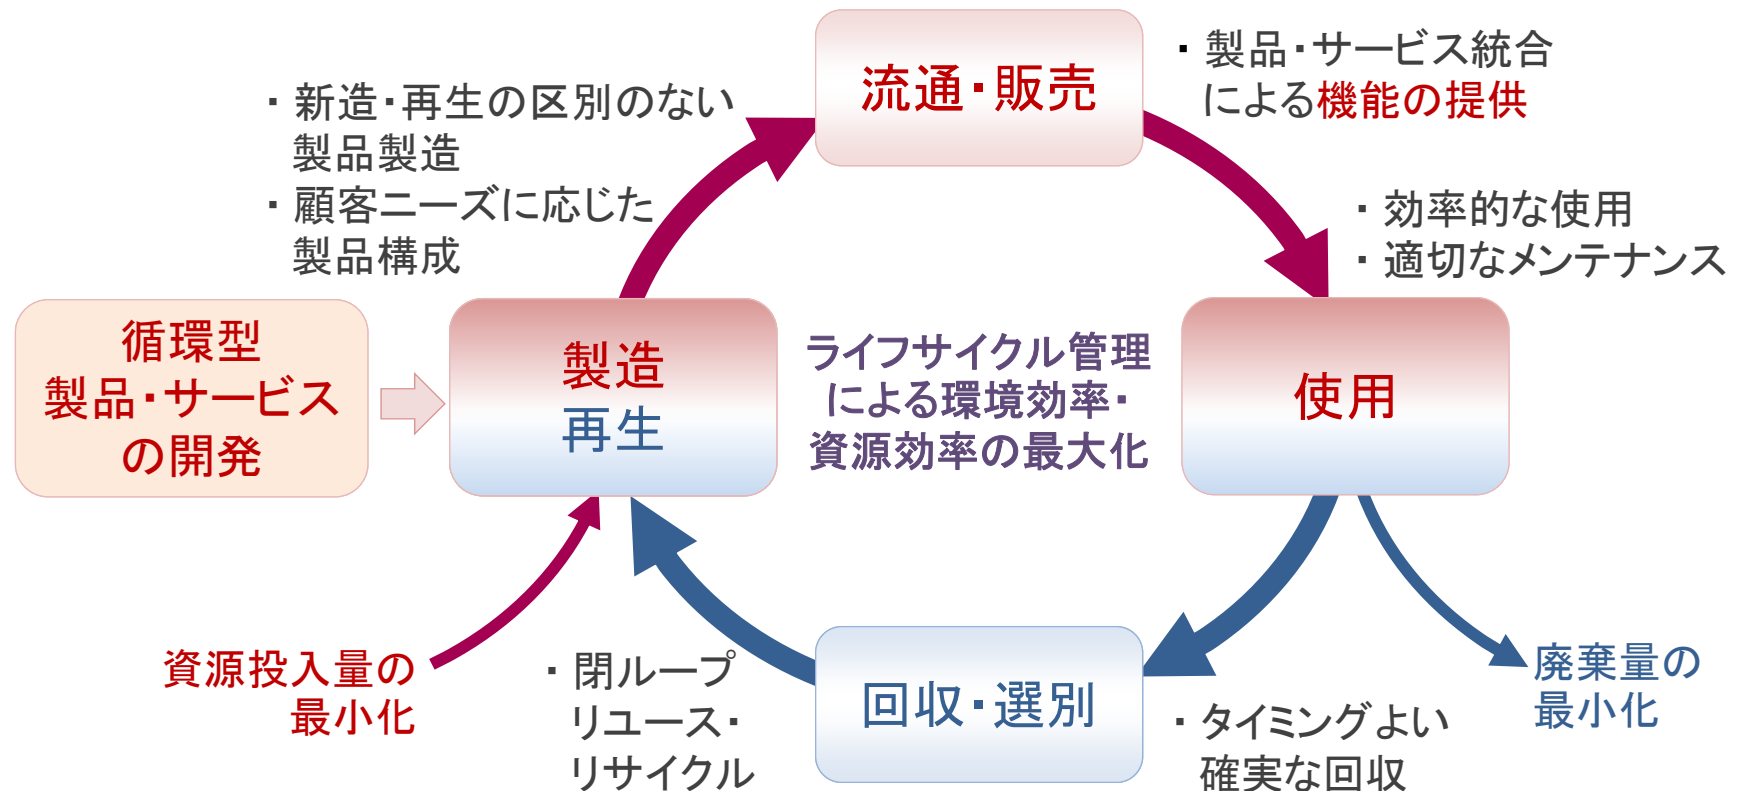 流通・販売
・製品・サービス統合
による機能の提供
・新造・再生の区別のない
製品製造
・顧客ニーズに応じた
製品構成
・効率的な使用
・適切なメンテナンス
循環型
製品・サービス
の開発
製造
再生
ライフサイクル管理
による環境効率・
資源効率の最大化
使用
資源投入量の
最小化
・閉ループ
リユース・
リサイクル
回収・選別
・タイミングよい
確実な回収
廃棄量の
最小化